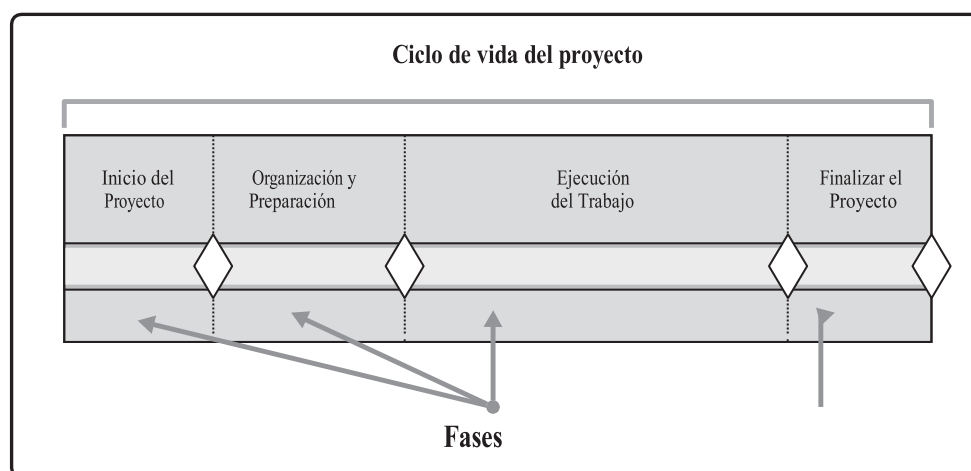 Ciclo de vida del proyecto
Inicio del
Proyecto
Organización y
Preparación
Ejecución
del Trabajo
Finalizar el
Proyecto
Fases